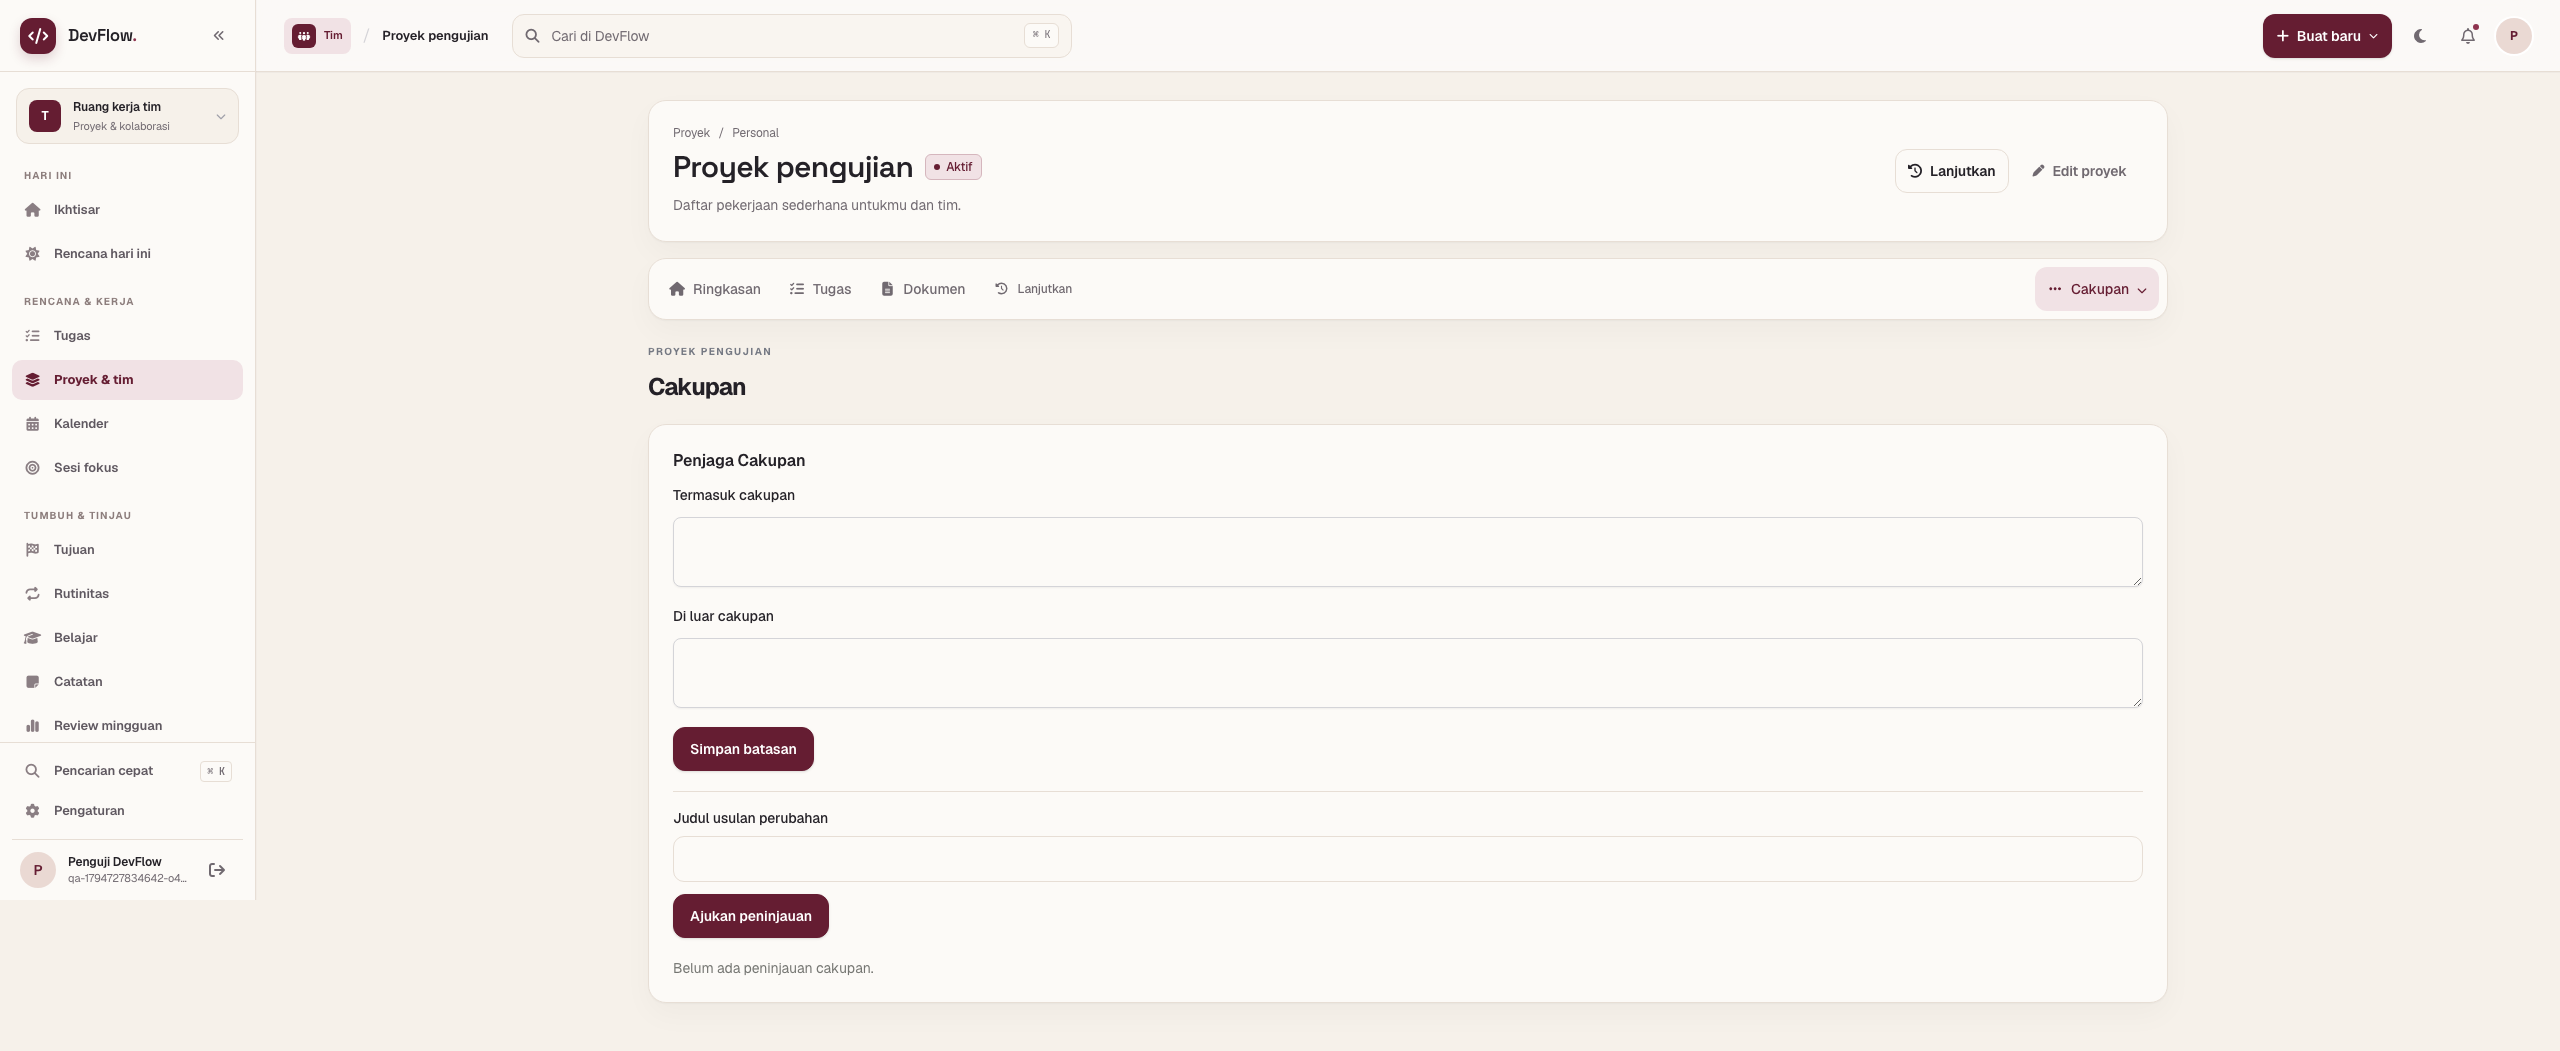 DevFlow.
Tim / Proyek pengujian
Cari di DevFlow ⌘ K
Buat baru
P
T
Ruang kerja tim
Proyek & kolaborasi
HARI INI
Ikhtisar
Rencana hari ini
RENCANA & KERJA
Tugas
Proyek & tim
Kalender
Sesi fokus
TUMBUH & TINJAU
Tujuan
Rutinitas
Belajar
Catatan
Review mingguan
Pencarian cepat ⌘ K
Pengaturan
P
Penguji DevFlow
qa-1794727834642-o4...
Proyek / Personal
Proyek pengujian
Aktif
Daftar pekerjaan sederhana untukmu dan tim.
Lanjutkan
Edit proyek
Ringkasan
Tugas
Dokumen
Lanjutkan
Cakupan
PROYEK PENGUJIAN
Cakupan
Penjaga Cakupan
Termasuk cakupan
Di luar cakupan
Simpan batasan
Judul usulan perubahan
Ajukan peninjauan
Belum ada peninjauan cakupan.